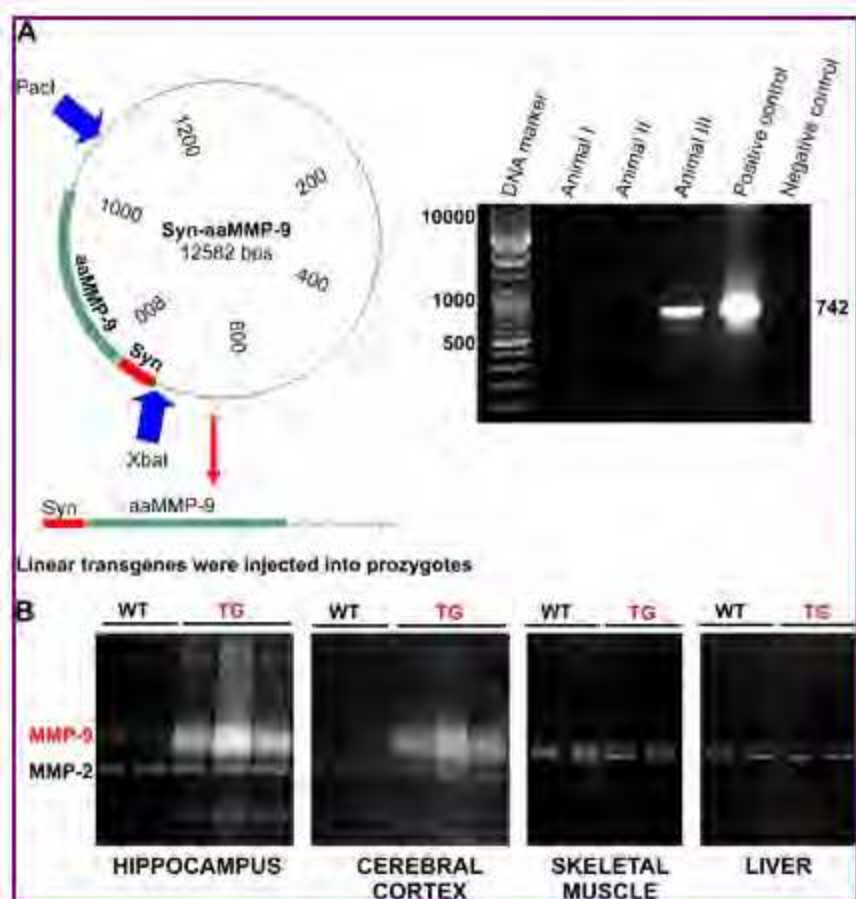 A
PacI
1200
200
1000
Syn-aaMMP-9
12582 bps
400
aaMMP-9
800
600
Syn
XbaI
Syn aaMMP-9
Linear transgenes were injected into prozygotes
DNA marker
Animal I
Animal II
Animal III
Positive control
Negative control
10000
1000
500
742
B
WT TG WT TG WT TG WT TG
MMP-9
MMP-2
HIPPOCAMPUS
CEREBRAL
CORTEX
SKELETAL
MUSCLE
LIVER